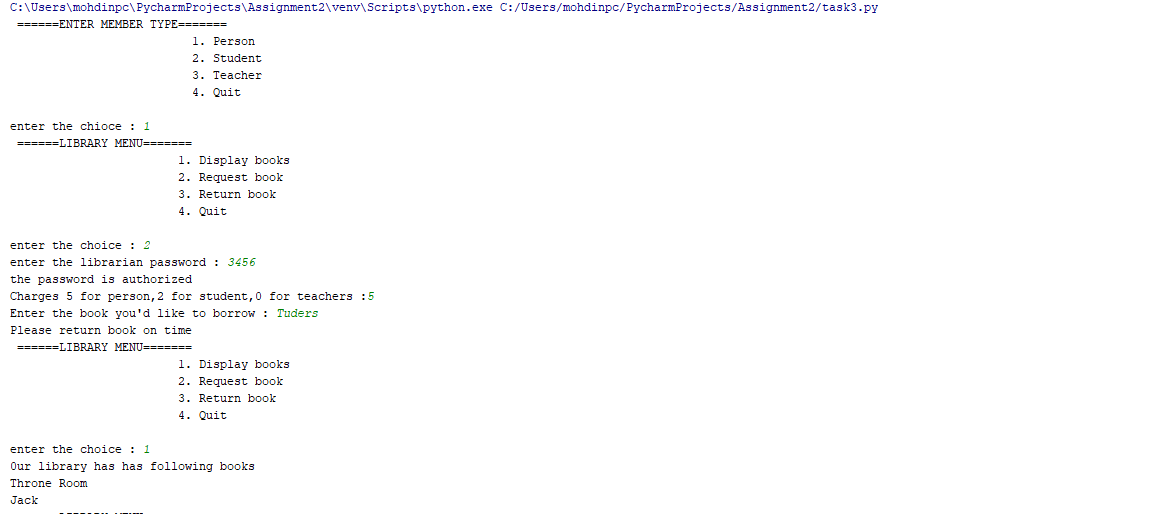 C:\Users\mohdinpc\PycharmProjects\Assignment2\venv\Scripts\python.exe C:/Users/mohdinpc/PycharmProjects/Assignment2/task3.py
======ENTER MEMBER TYPE=======
1. Person
2. Student
3. Teacher
4. Quit
enter the chioce : 1
======LIBRARY MENU=======
1. Display books
2. Request book
3. Return book
4. Quit
enter the choice : 2
enter the librarian password : 3456
the password is authorized
Charges 5 for person,2 for student,0 for teachers :5
Enter the book you'd like to borrow : Tuders
Please return book on time
======LIBRARY MENU=======
1. Display books
2. Request book
3. Return book
4. Quit
enter the choice : 1
Our library has has following books
Throne Room
Jack